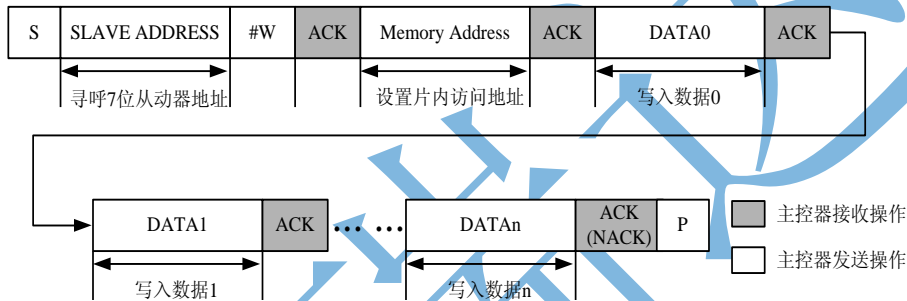 S SLAVE ADDRESS #W ACK Memory Address ACK DATA0 ACK
寻呼7位从动器地址 设置片内访问地址 写入数据0
DATA1 ACK … … DATAn ACK (NACK) P
写入数据1 写入数据n
主控器接收操作
主控器发送操作